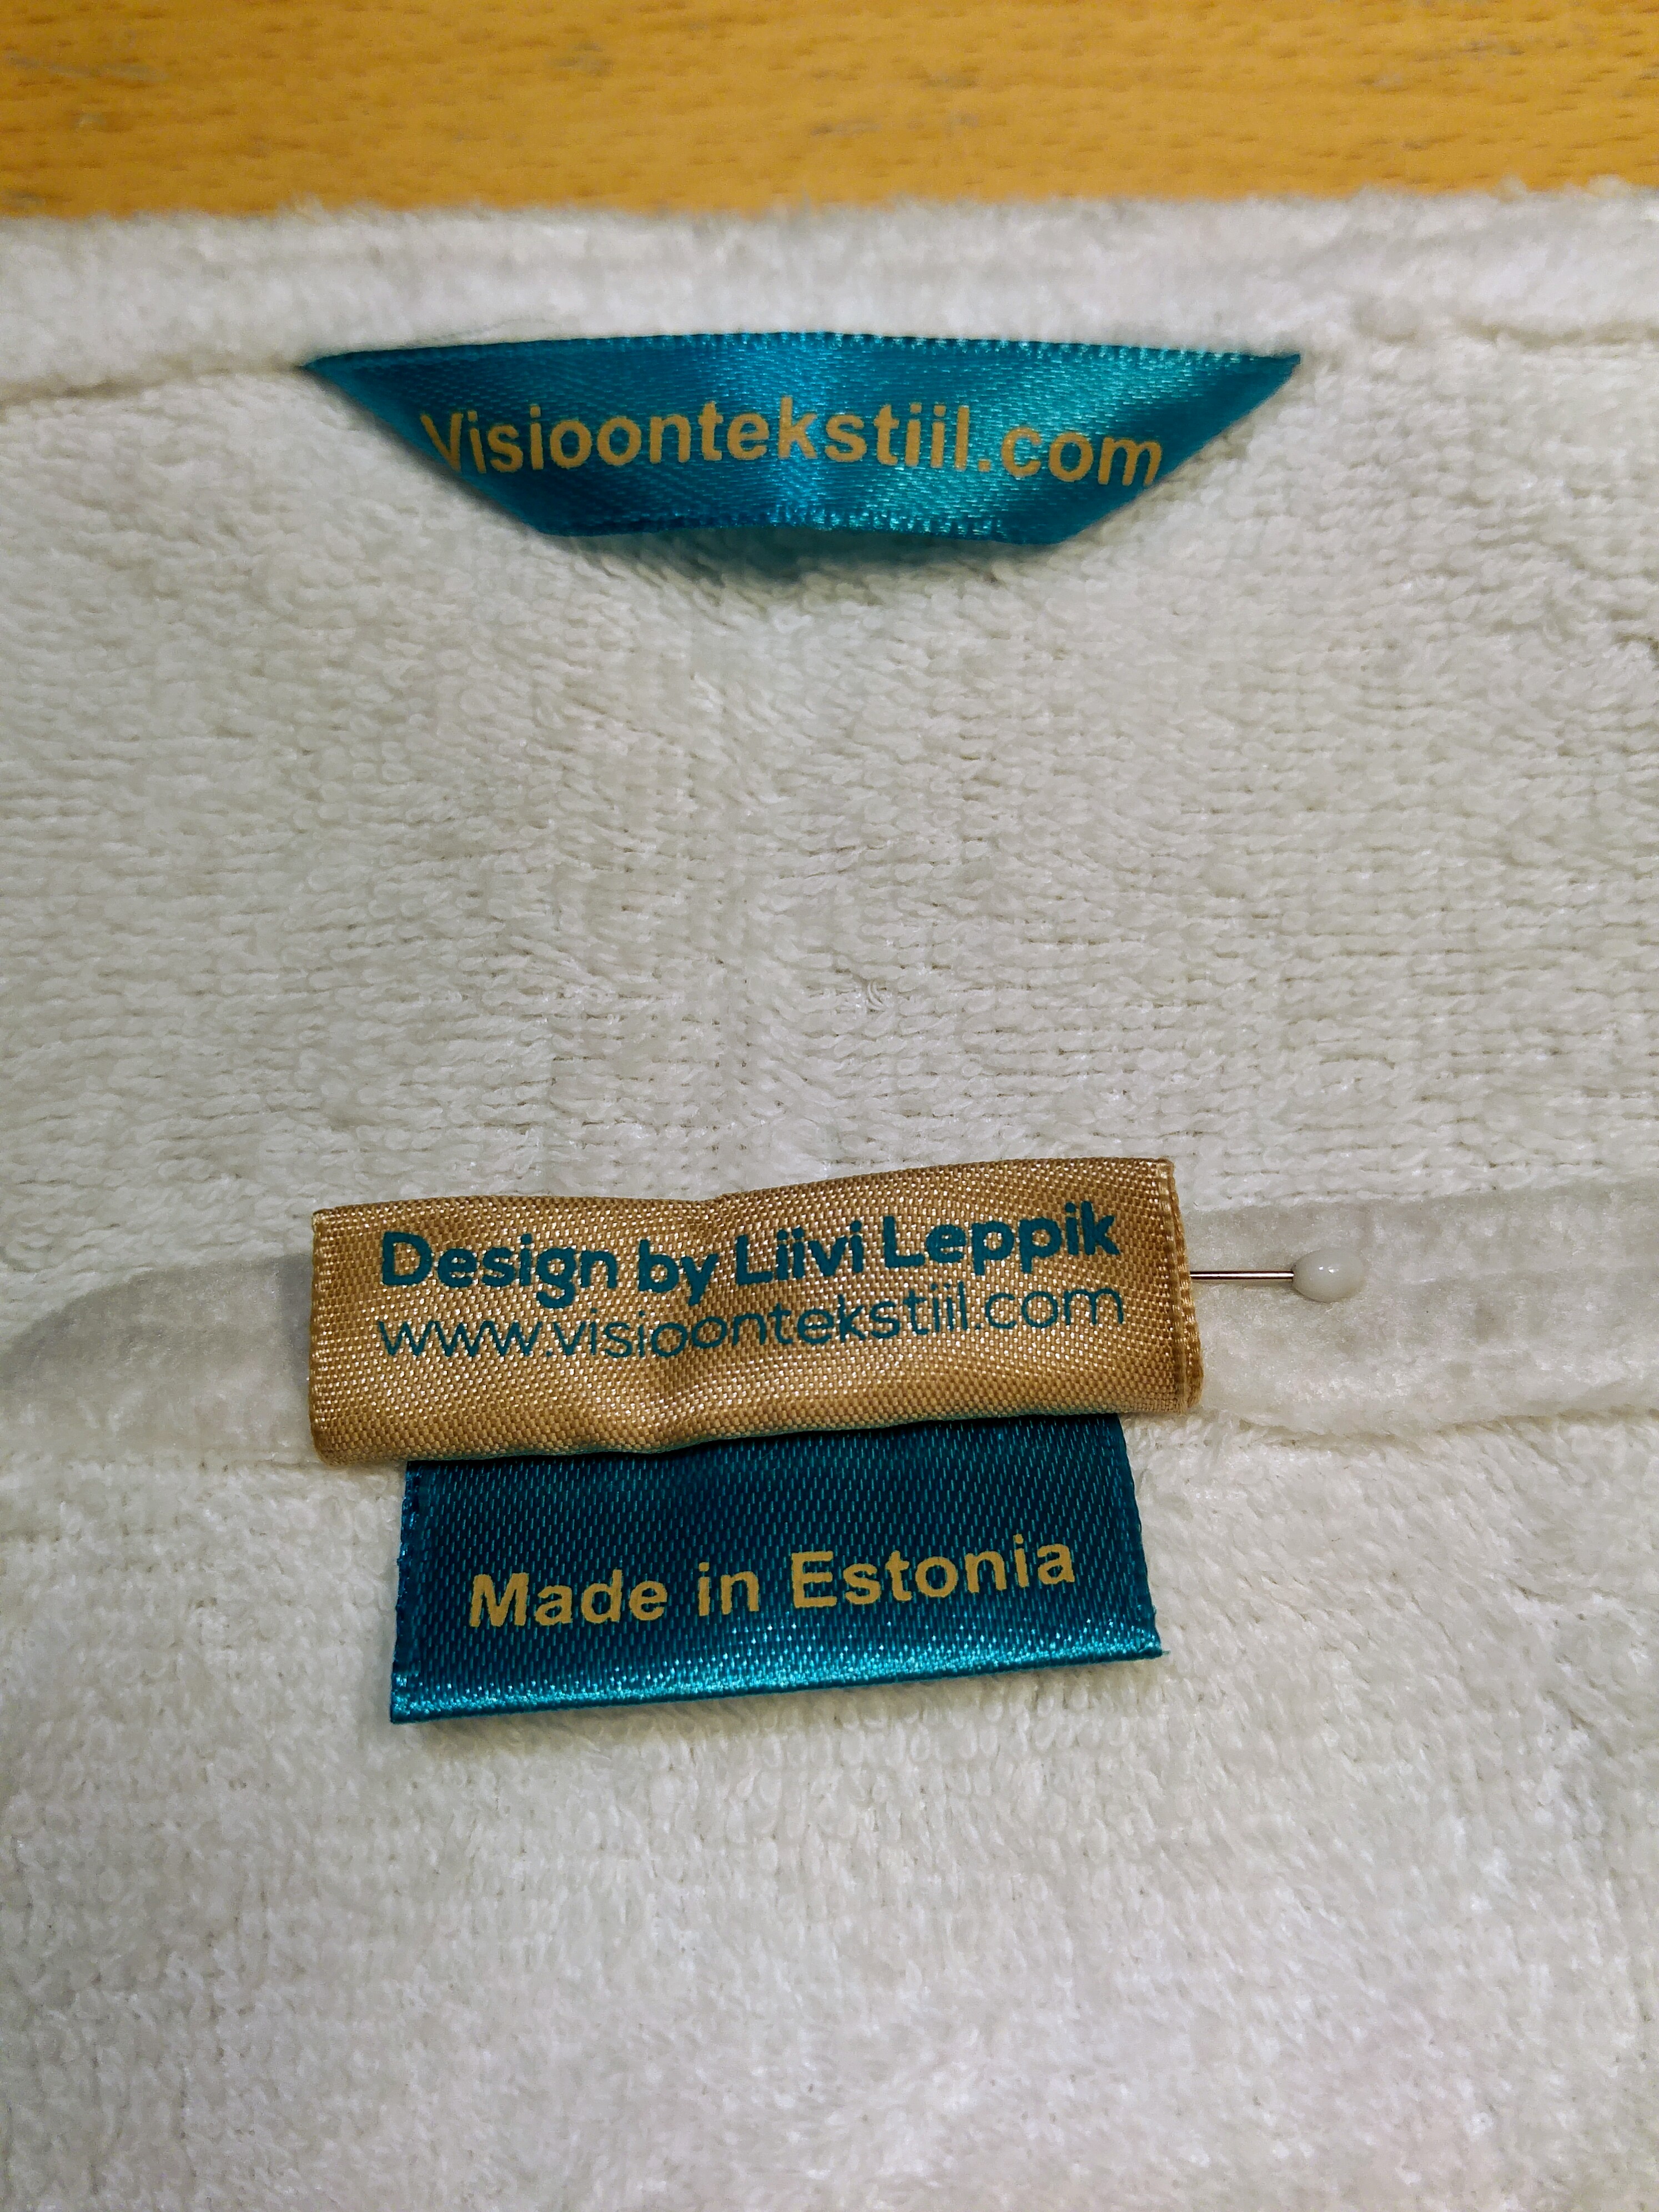 Visioontekstiil.com
Design by Liivi Leppik
www.visioontekstiil.com
Made in Estonia